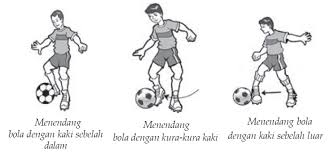 Menendang
bola dengan kaki sebelah
dalam
Menendang
bola dengan kura-kura kaki
Menendang bola
dengan kaki sebelah luar